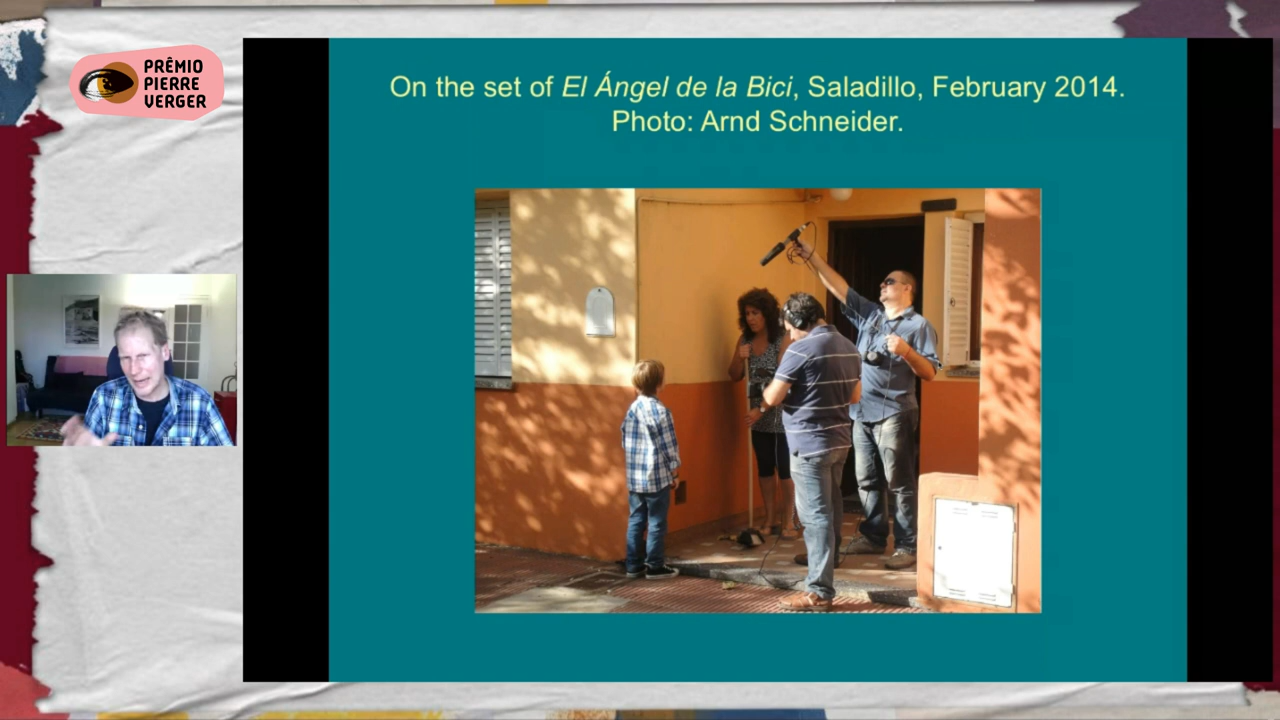 PRÊMIO
PIERRE
VERGER
On the set of El Ángel de la Bici, Saladillo, February 2014.
Photo: Arnd Schneider.